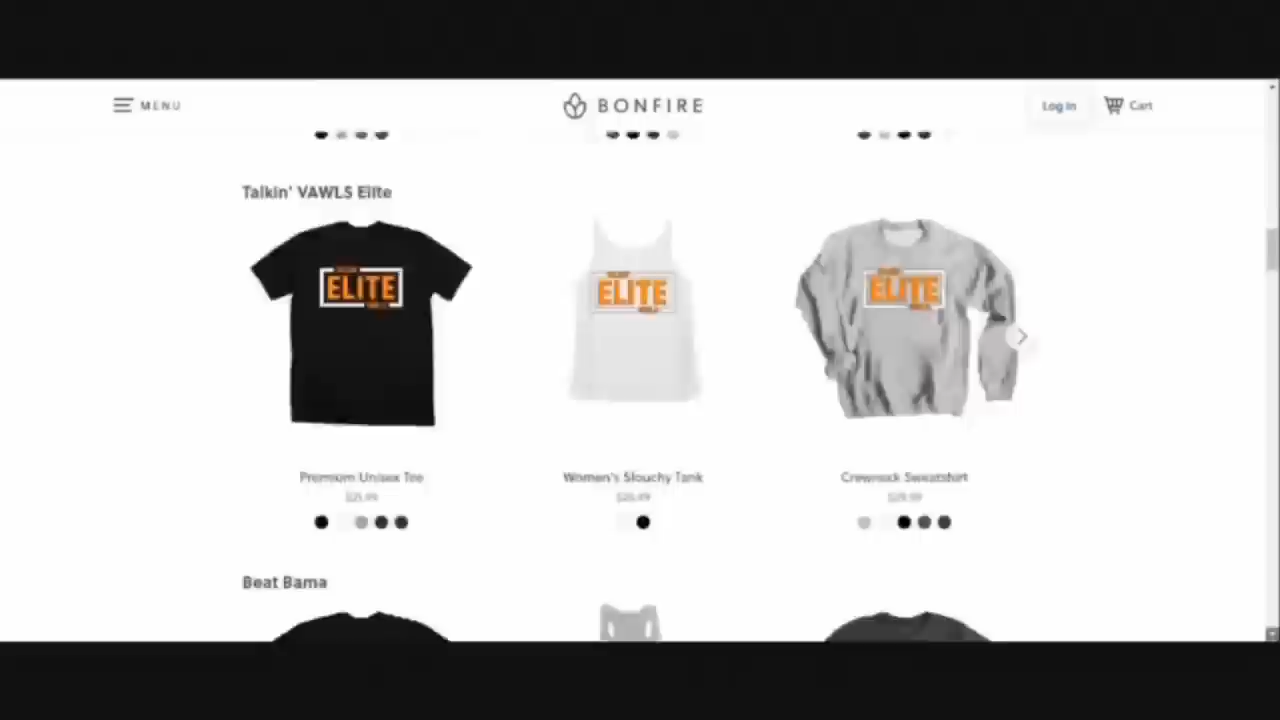 MENU
BONFIRE
Log in
Cart
Talkin' VAWLS Elite
ELITE
ELITE
ELITE
Premium Unisex Tee
Women's Slouchy Tank
Crewneck Sweatshirt
Beat Bama